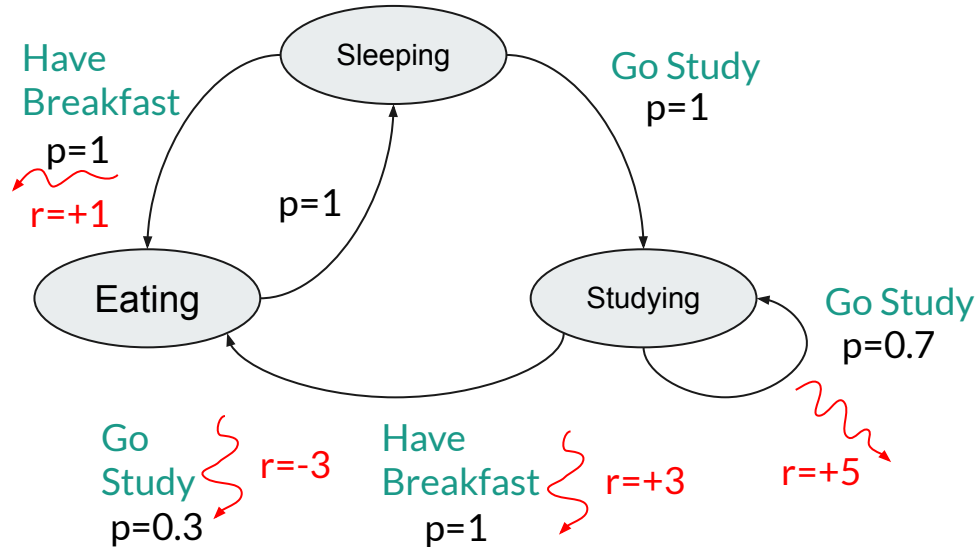 Sleeping
Have
Breakfast
p=1
r=+1
Go Study
p=1
p=1
Eating
Studying
Go Study
p=0.7
r=+5
Go
Study
p=0.3
r=-3
Have
Breakfast
p=1
r=+3